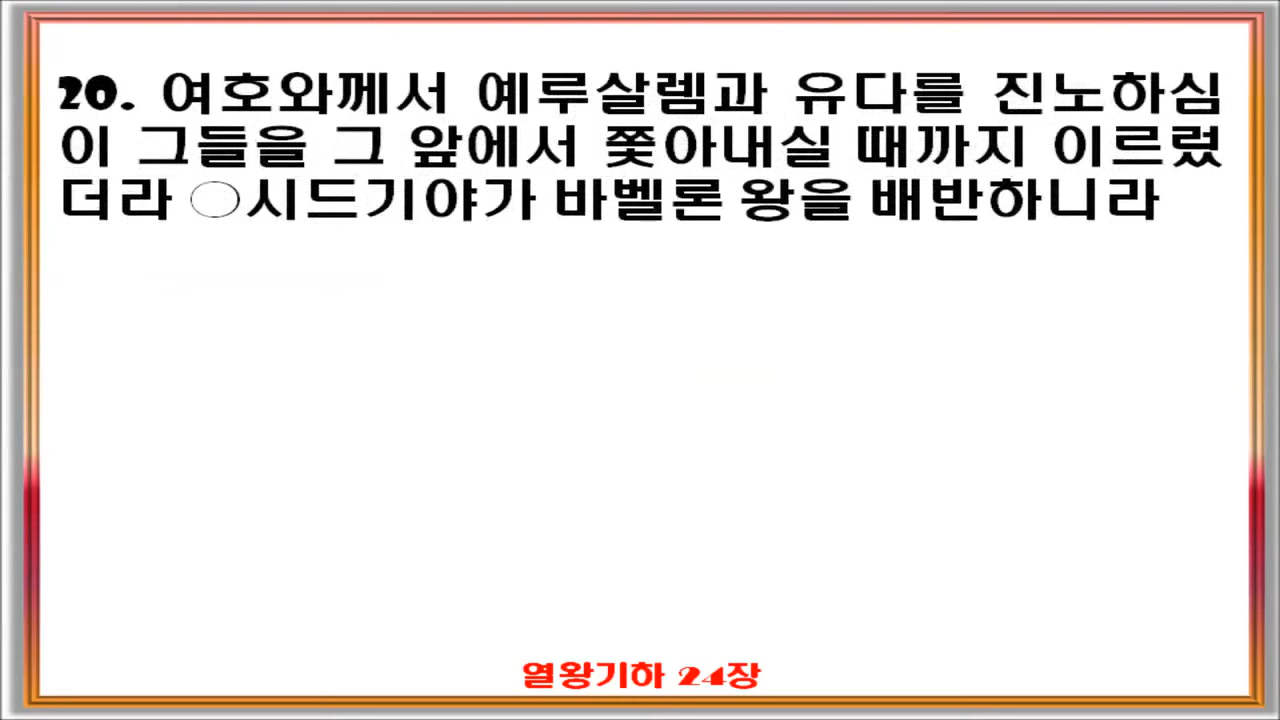 20. 여호와께서 예루살렘과 유다를 진노하심
이 그들을 그 앞에서 쫓아내실 때까지 이르렀
더라 ○시드기야가 바벨론 왕을 배반하니라
열왕기하 24장